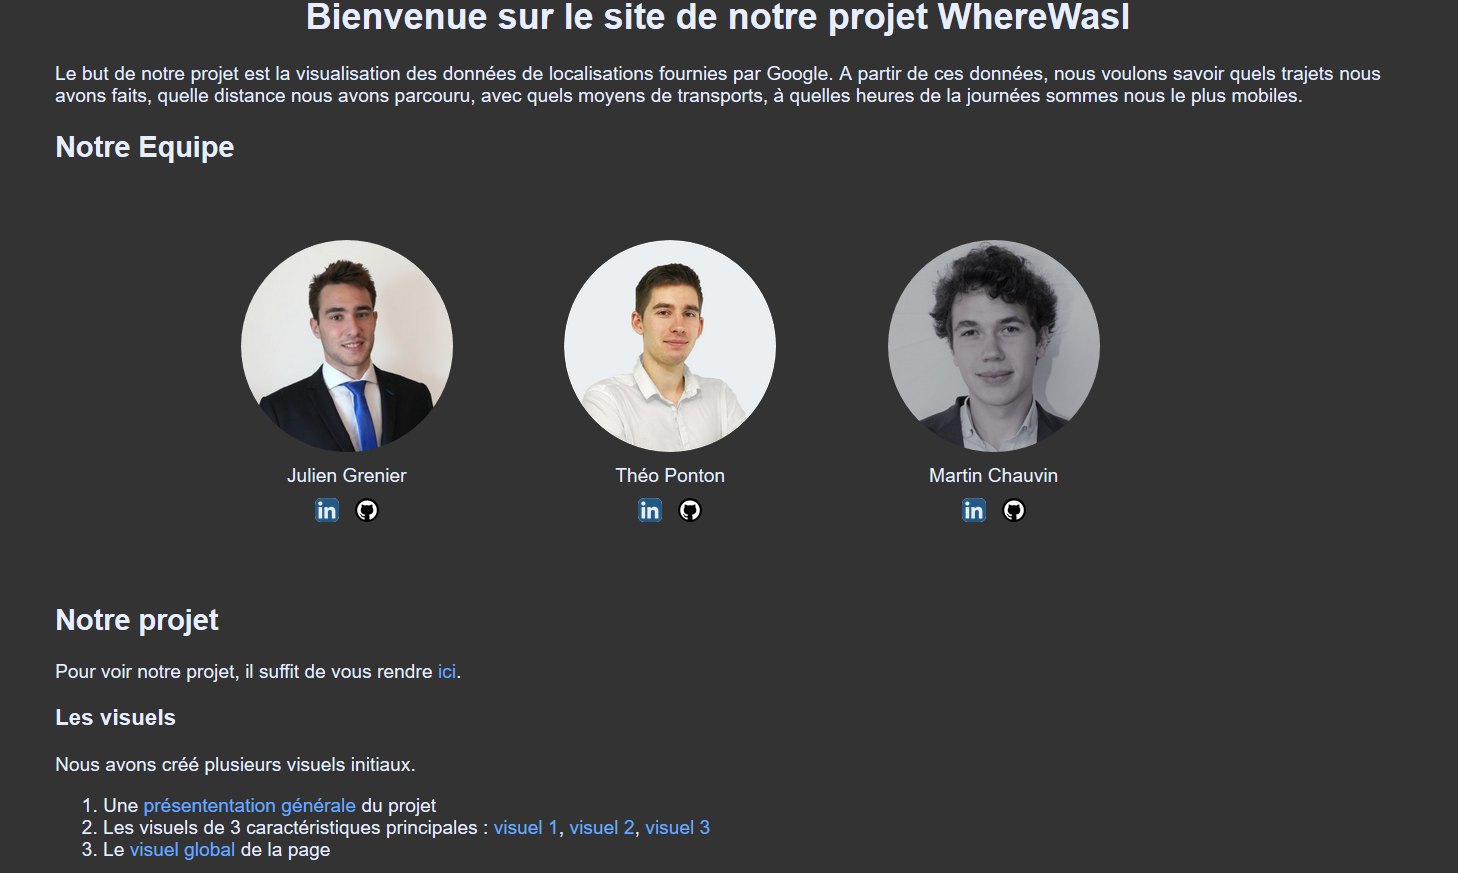 Bienvenue sur le site de notre projet WhereWasI
Le but de notre projet est la visualisation des données de localisations fournies par Google. A partir de ces données, nous voulons savoir quels trajets nous
avons faits, quelle distance nous avons parcouru, avec quels moyens de transports, à quelles heures de la journées sommes nous le plus mobiles.
Notre Equipe
Julien Grenier
Théo Ponton
Martin Chauvin
in
in
in
Notre projet
Pour voir notre projet, il suffit de vous rendre ici.
Les visuels
Nous avons créé plusieurs visuels initiaux.
1. Une présententation générale du projet
2. Les visuels de 3 caractéristiques principales : visuel 1, visuel 2, visuel 3
3. Le visuel global de la page